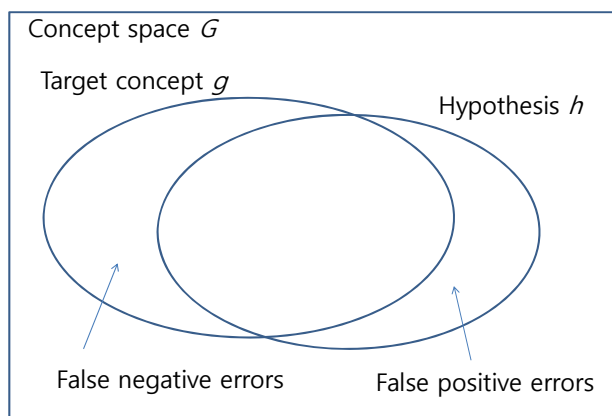 Concept space G
Target concept g
Hypothesis h
False negative errors
False positive errors